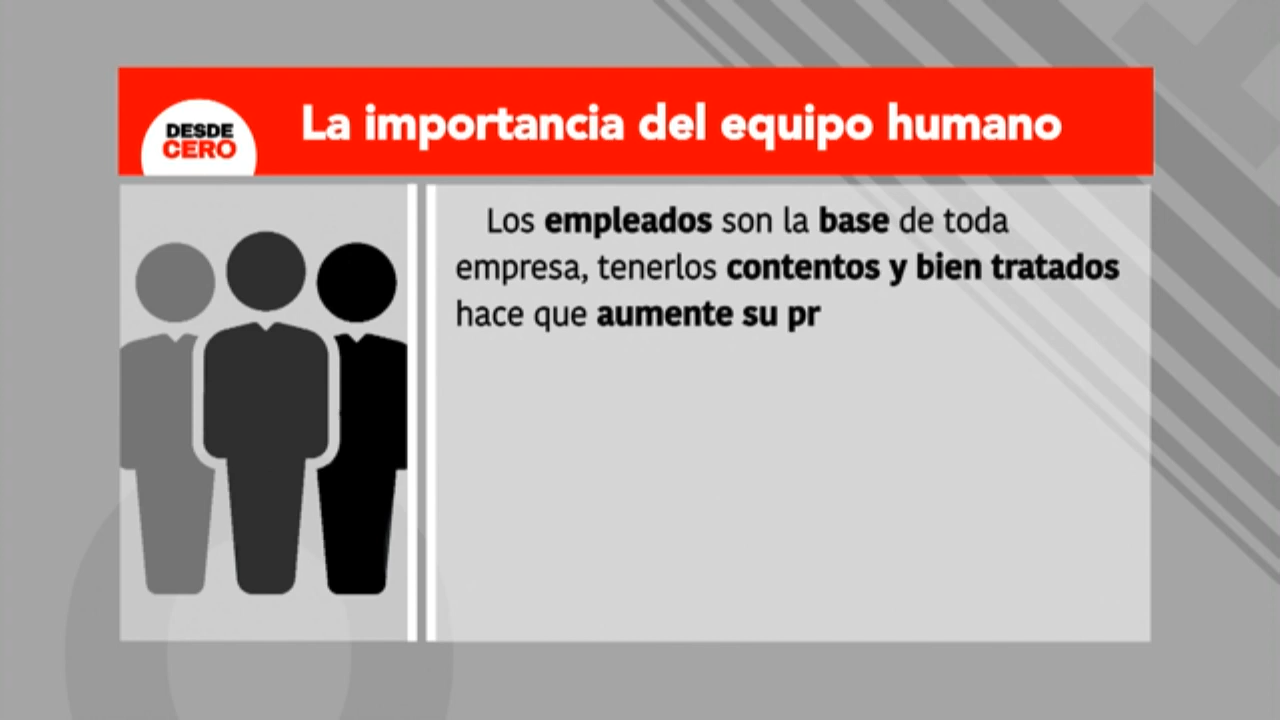 DESDE
CERO
La importancia del equipo humano
Los empleados son la base de toda
empresa, tenerlos contentos y bien tratados
hace que aumente su pr